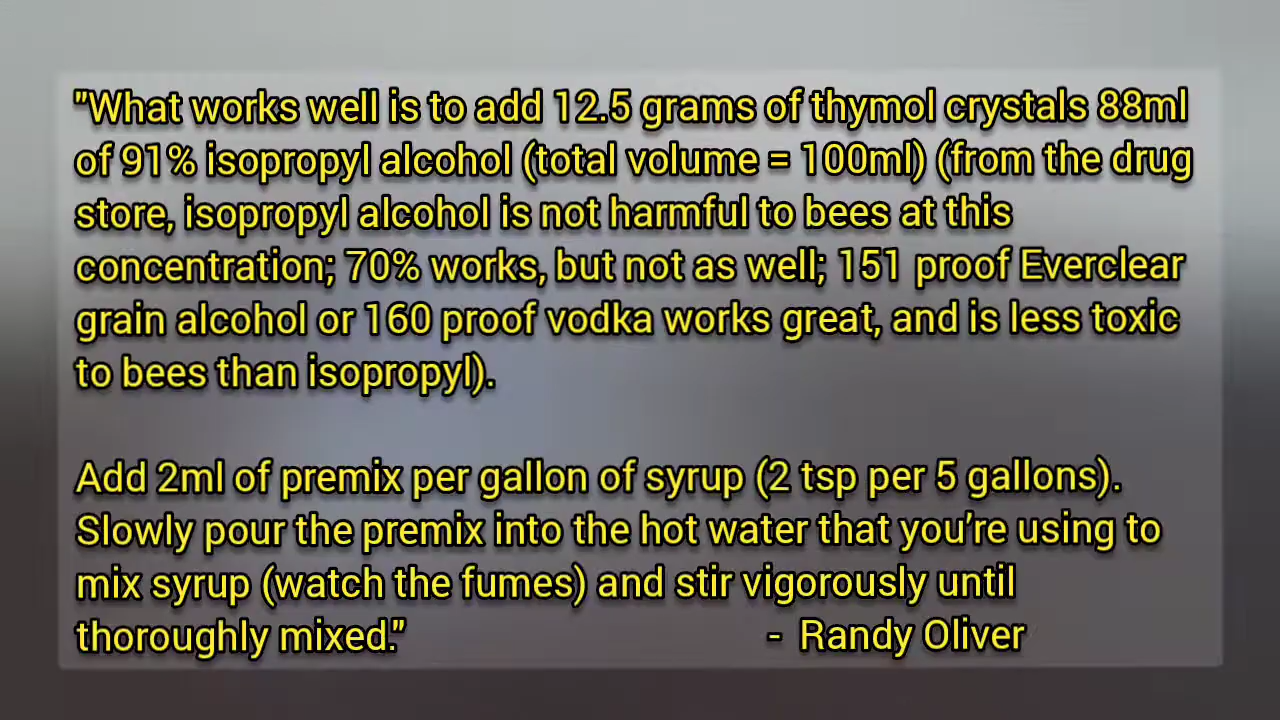 "What works well is to add 12.5 grams of thymol crystals 88ml
of 91% isopropyl alcohol (total volume = 100ml) (from the drug
store, isopropyl alcohol is not harmful to bees at this
concentration; 70% works, but not as well; 151 proof Everclear
grain alcohol or 160 proof vodka works great, and is less toxic
to bees than isopropyl).
Add 2ml of premix per gallon of syrup (2 tsp per 5 gallons).
Slowly pour the premix into the hot water that you're using to
mix syrup (watch the fumes) and stir vigorously until
thoroughly mixed." - Randy Oliver